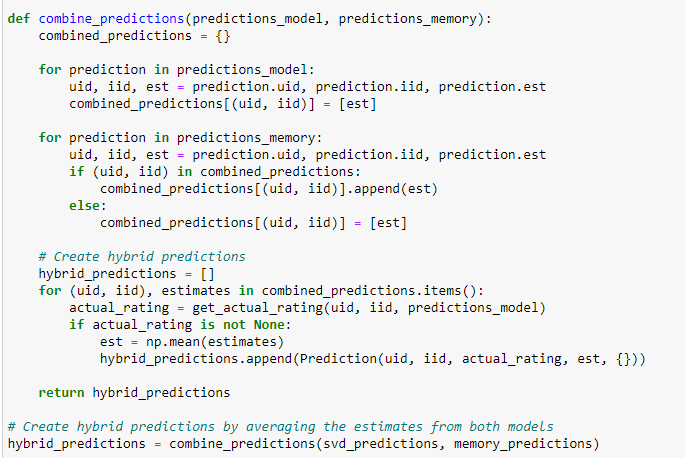 def combine_predictions(predictions_model, predictions_memory):
    combined_predictions = {}

    for prediction in predictions_model:
        uid, iid, est = prediction.uid, prediction.iid, prediction.est
        combined_predictions[(uid, iid)] = [est]

    for prediction in predictions_memory:
        uid, iid, est = prediction.uid, prediction.iid, prediction.est
        if (uid, iid) in combined_predictions:
            combined_predictions[(uid, iid)].append(est)
        else:
            combined_predictions[(uid, iid)] = [est]

    # Create hybrid predictions
    hybrid_predictions = []
    for (uid, iid), estimates in combined_predictions.items():
        actual_rating = get_actual_rating(uid, iid, predictions_model)
        if actual_rating is not None:
            est = np.mean(estimates)
            hybrid_predictions.append(Prediction(uid, iid, actual_rating, est, {}))

    return hybrid_predictions

# Create hybrid predictions by averaging the estimates from both models
hybrid_predictions = combine_predictions(svd_predictions, memory_predictions)